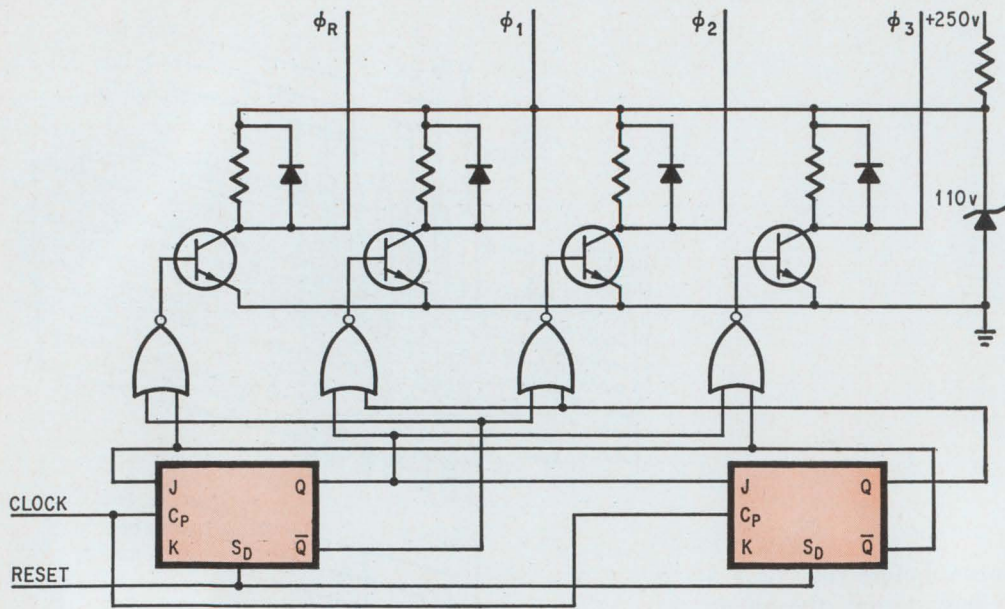 φR φ1 φ2 φ3 +250v
110v
J Q J Q
CLOCK CP CP
K SD Q̅ K SD Q̅
RESET